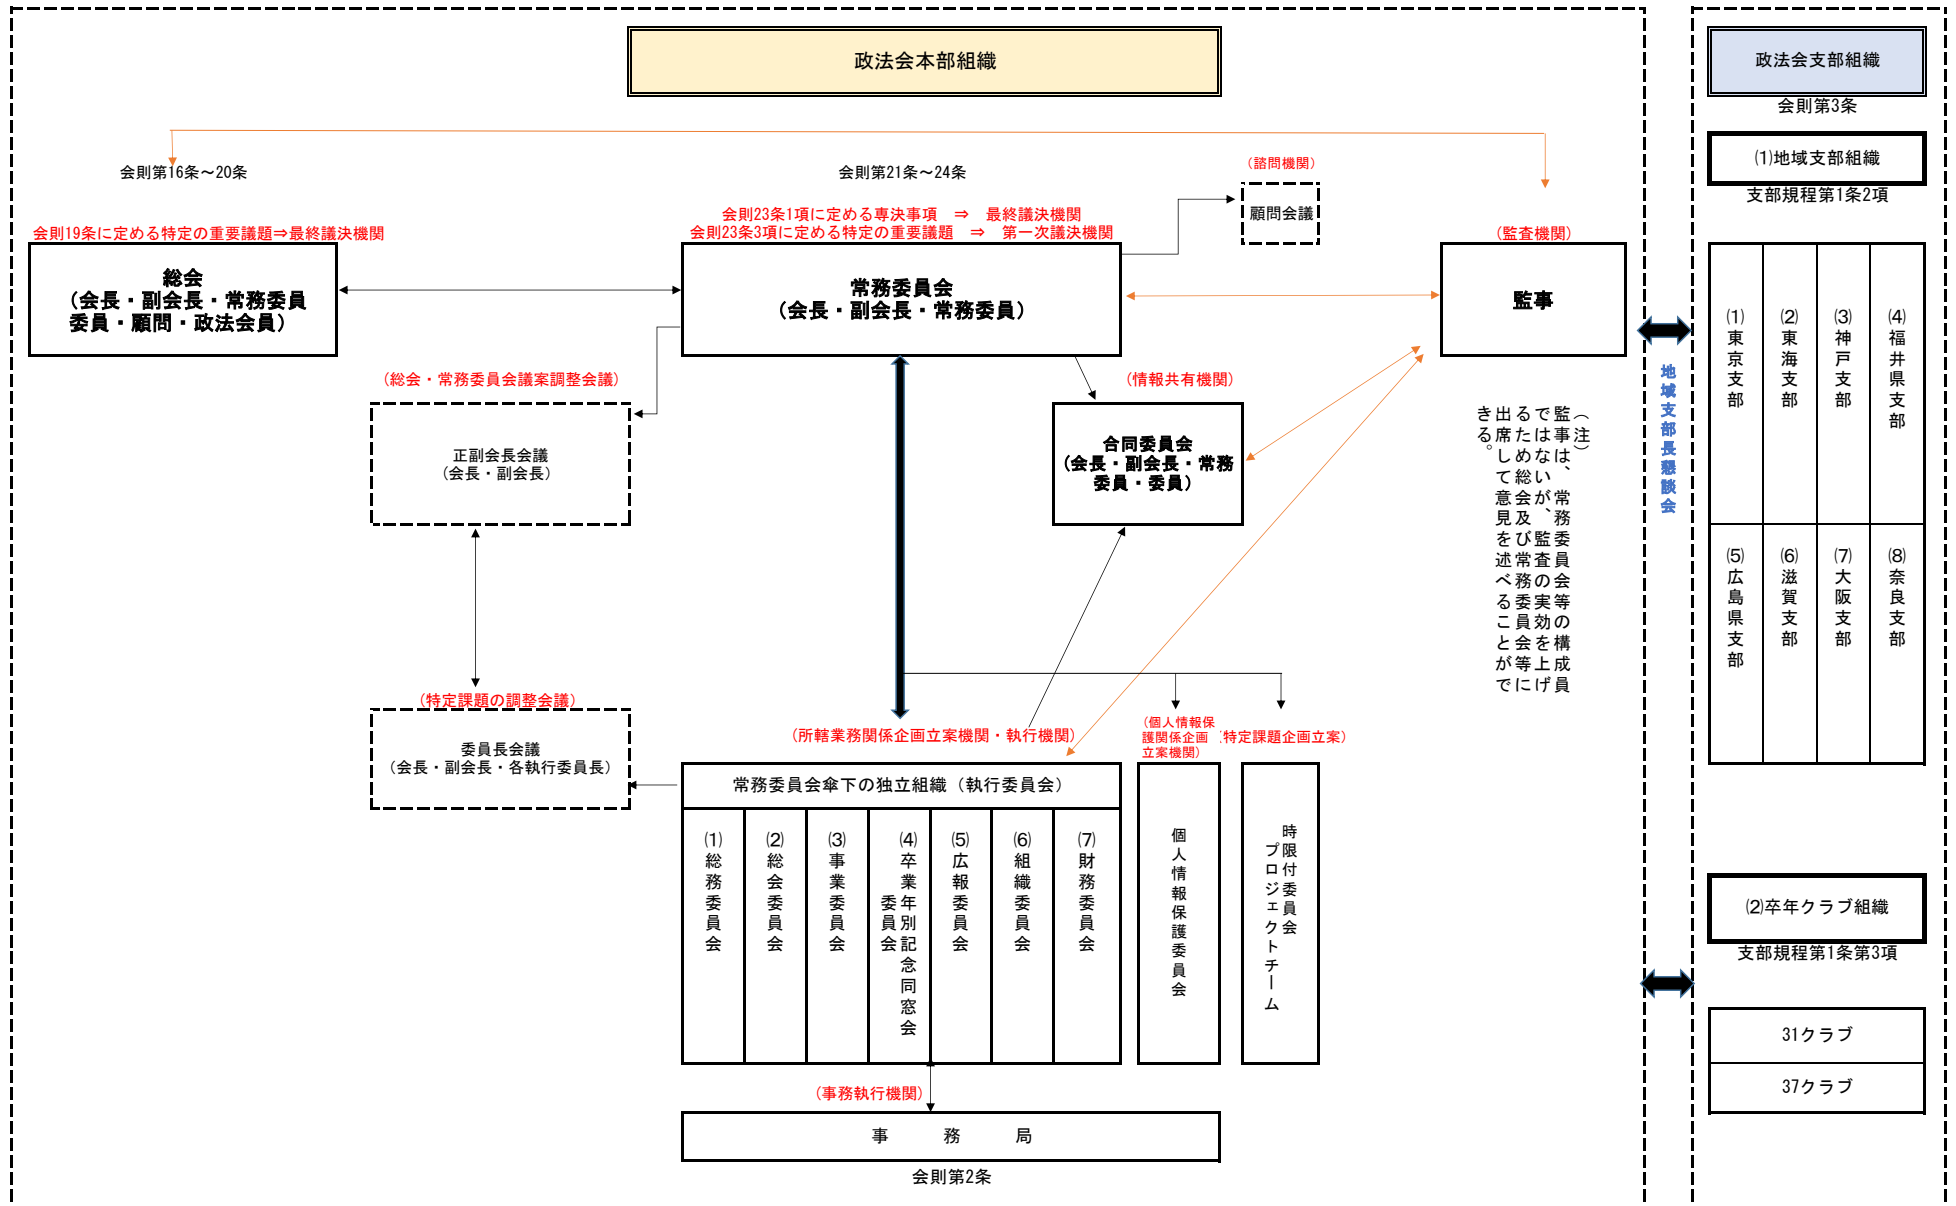 政法会本部組織
会則第16条～20条
会則第21条～24条
(諮問機関)
顧問会議
会則19条に定める特定の重要議題⇒最終議決機関
会則23条1項に定める専決事項　⇒　最終議決機関
会則23条3項に定める特定の重要議題　⇒　第一次議決機関
(監査機関)
総会
（会長・副会長・常務委員
委員・顧問・政法会員）
常務委員会
（会長・副会長・常務委員）
監事
(総会・常務委員会議案調整会議)
正副会長会議
（会長・副会長）
(情報共有機関)
合同委員会
（会長・副会長・常務
委員・委員）
（注）
監事は、常務委員会等の構成員
ではないが、監査の実効を上げ
るため総会及び常務委員会等に
出席して意見を述べることがで
きる。
(特定課題の調整会議)
委員長会議
（会長・副会長・各執行委員長）
(所轄業務関係企画立案機関・執行機関)
(個人情報保
護関係企画
立案機関)
(特定課題企画立案)
常務委員会傘下の独立組織（執行委員会）
⑴総務委員会
⑵総会委員会
⑶事業委員会
⑷卒業年別記念同窓会
委員会
⑸広報委員会
⑹組織委員会
⑺財務委員会
個人情報保護委員会
時限付委員会
プロジェクトチーム
(事務執行機関)
事　務　局
会則第2条
地域支部長懇談会
政法会支部組織
会則第3条
⑴地域支部組織
支部規程第1条2項
⑴東京支部
⑵東海支部
⑶神戸支部
⑷福井県支部
⑸広島県支部
⑹滋賀支部
⑺大阪支部
⑻奈良支部
⑵卒年クラブ組織
支部規程第1条第3項
31クラブ
37クラブ